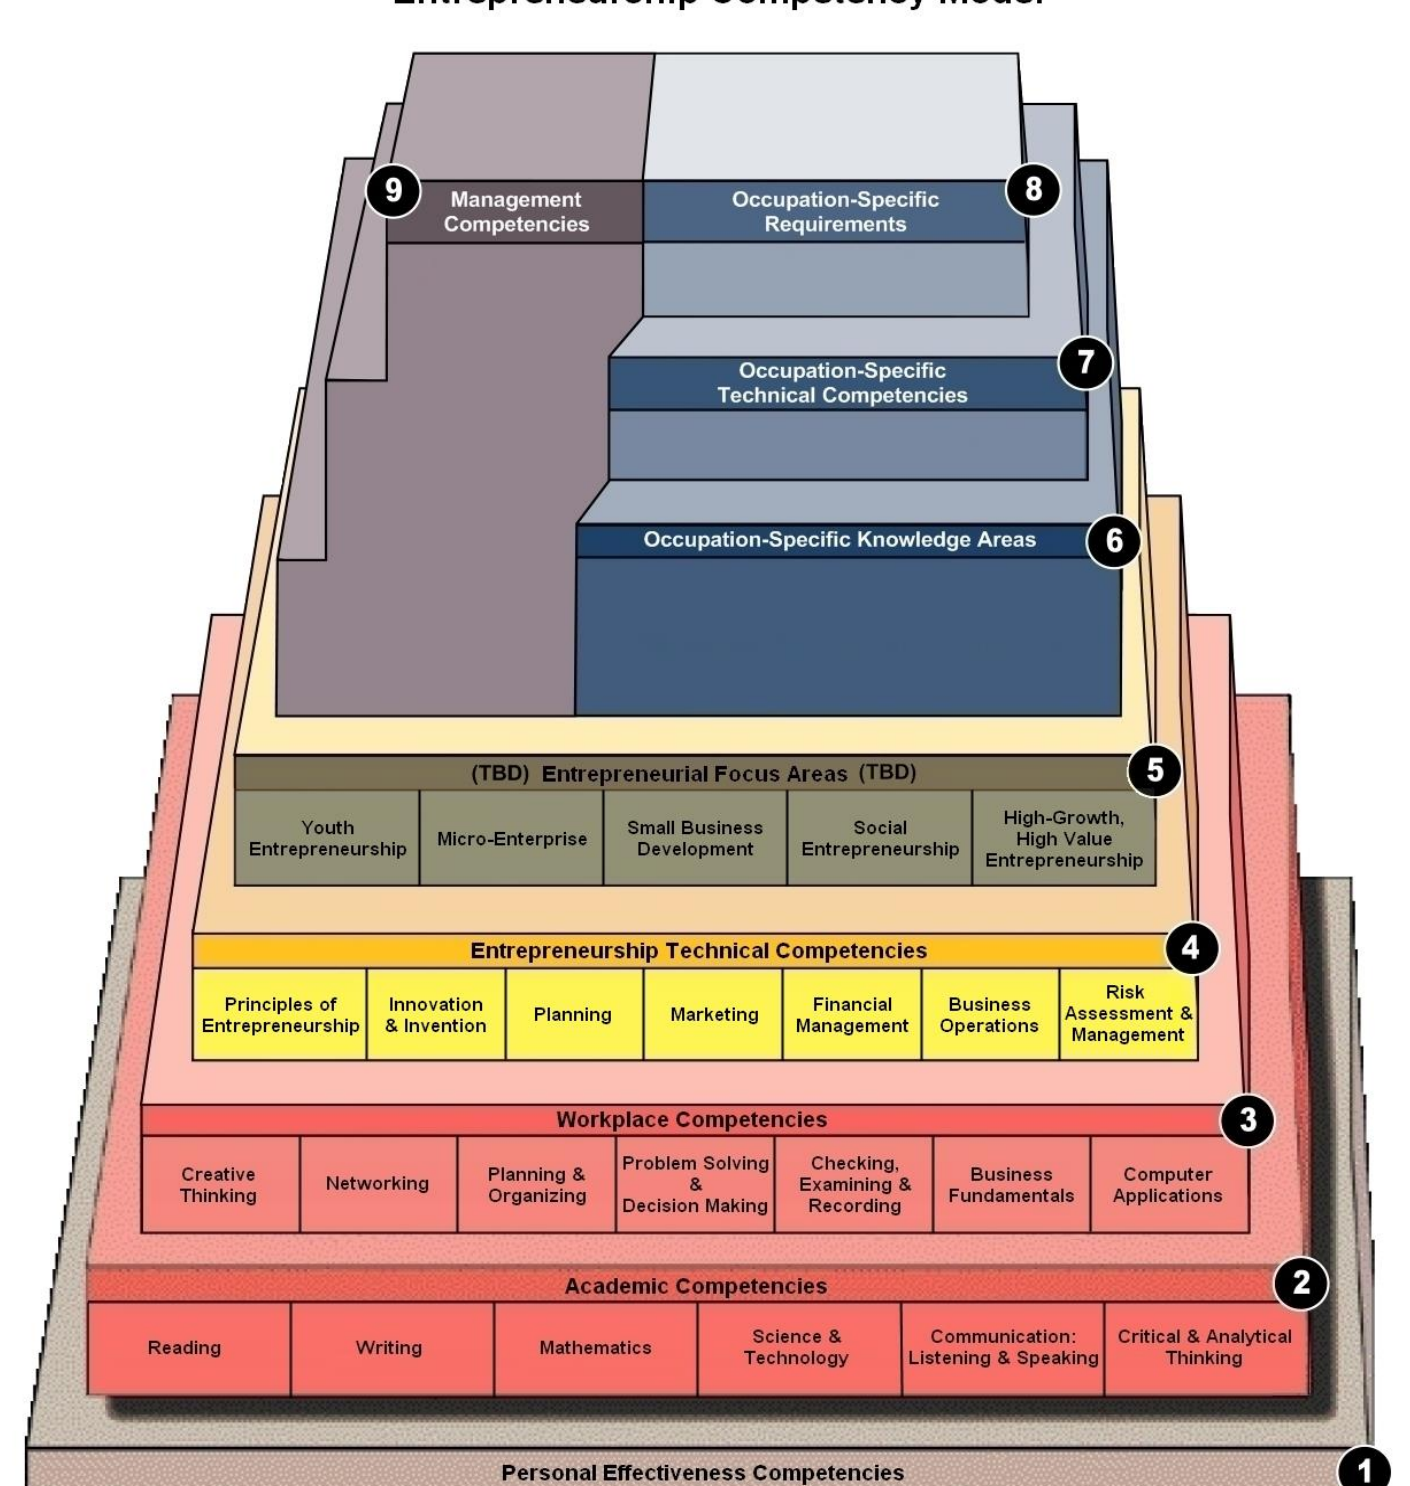 Entrepreneurship Competency Model
9
Management
Competencies
Occupation-Specific
Requirements
8
Occupation-Specific
Technical Competencies
7
Occupation-Specific Knowledge Areas
6
(TBD) Entrepreneurial Focus Areas (TBD)
5
Youth
Entrepreneurship
Micro-Enterprise
Small Business
Development
Social
Entrepreneurship
High-Growth,
High Value
Entrepreneurship
Entrepreneurship Technical Competencies
4
Principles of
Entrepreneurship
Innovation
& Invention
Planning
Marketing
Financial
Management
Business
Operations
Risk
Assessment &
Management
Workplace Competencies
3
Creative
Thinking
Networking
Planning &
Organizing
Problem Solving
&
Decision Making
Checking,
Examining &
Recording
Business
Fundamentals
Computer
Applications
Academic Competencies
2
Reading
Writing
Mathematics
Science &
Technology
Communication:
Listening & Speaking
Critical & Analytical
Thinking
Personal Effectiveness Competencies
1